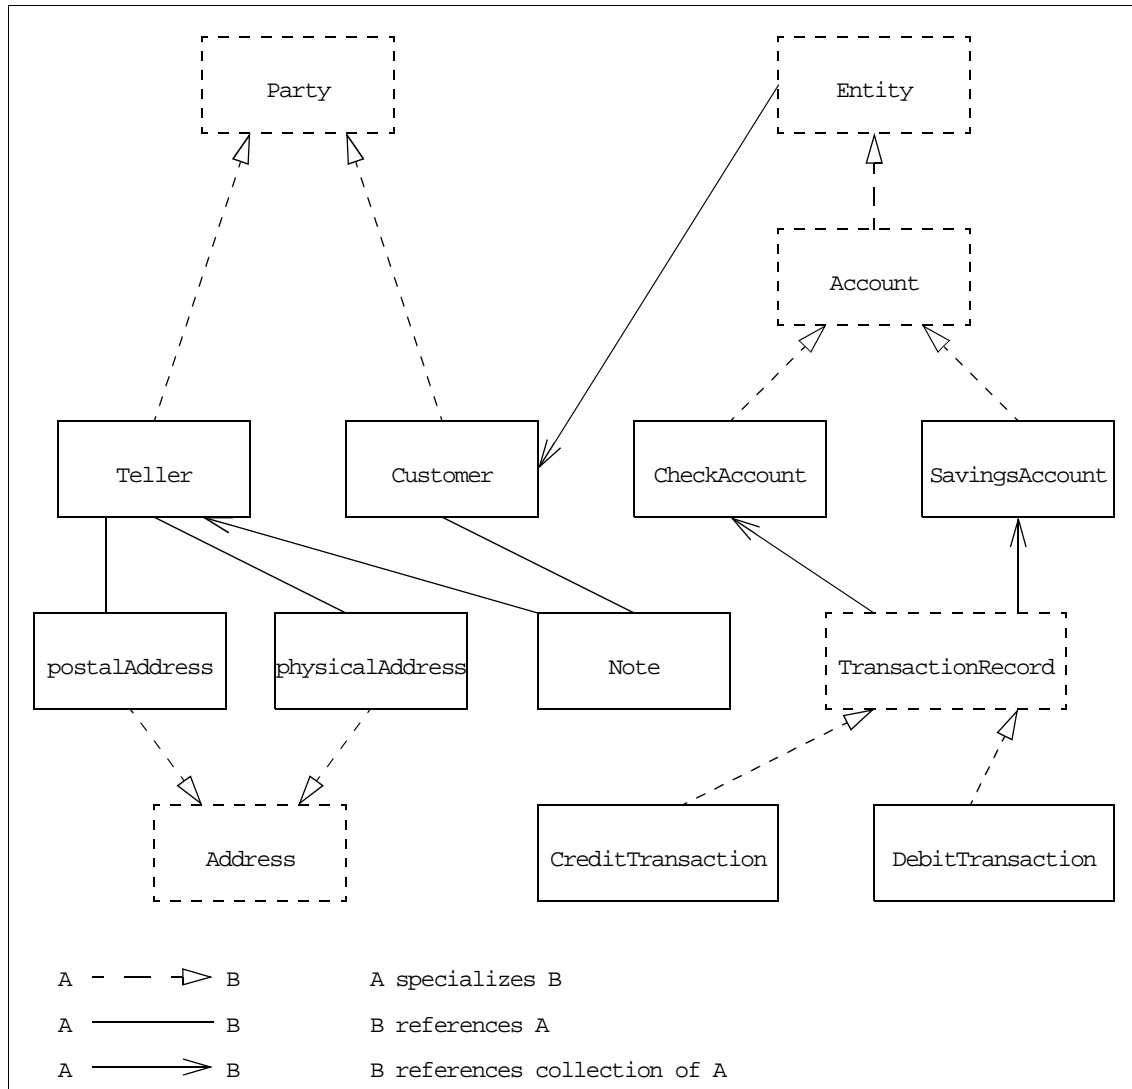 Party
Entity
Account
Teller
Customer
CheckAccount
SavingsAccount
postalAddress
physicalAddress
Note
TransactionRecord
Address
CreditTransaction
DebitTransaction
A B A specializes B
A B B references A
A B B references collection of A